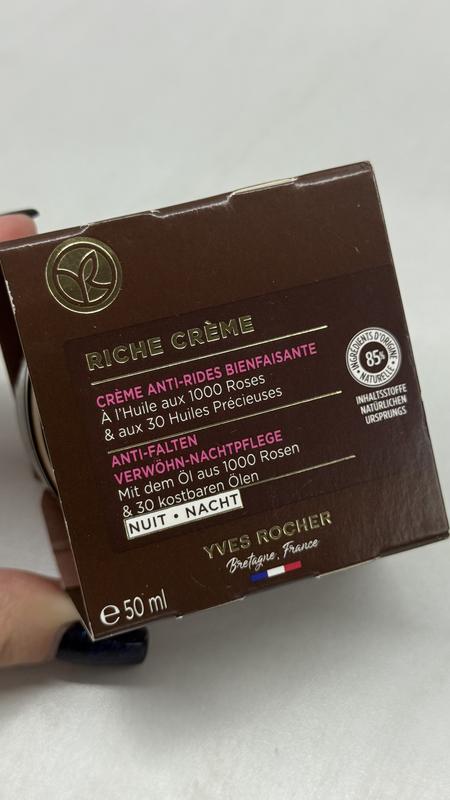 RICHE CRÈME
CRÈME ANTI-RIDES BIENFAISANTE
À l'Huile aux 1000 Roses
& aux 30 Huiles Précieuses
ANTI-FALTEN
VERWÖHN-NACHTPFLEGE
Mit dem Öl aus 1000 Rosen
& 30 kostbaren Ölen
NUIT • NACHT
INGRÉDIENTS D'ORIGINE
85%
NATURELLE
INHALTSSTOFFE
NATÜRLICHEN
URSPRUNGS
YVES ROCHER
Bretagne, France
℮ 50 ml